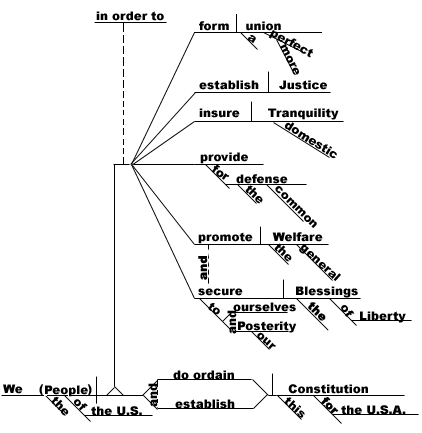 in order to
form union
a perfect
more
establish Justice
insure Tranquility
domestic
provide
for defense
the common
promote Welfare
the general
and
secure Blessings
to ourselves the of Liberty
and
Posterity
our
do ordain
We (People) and Constitution
establish
the of the U.S. this for the U.S.A.